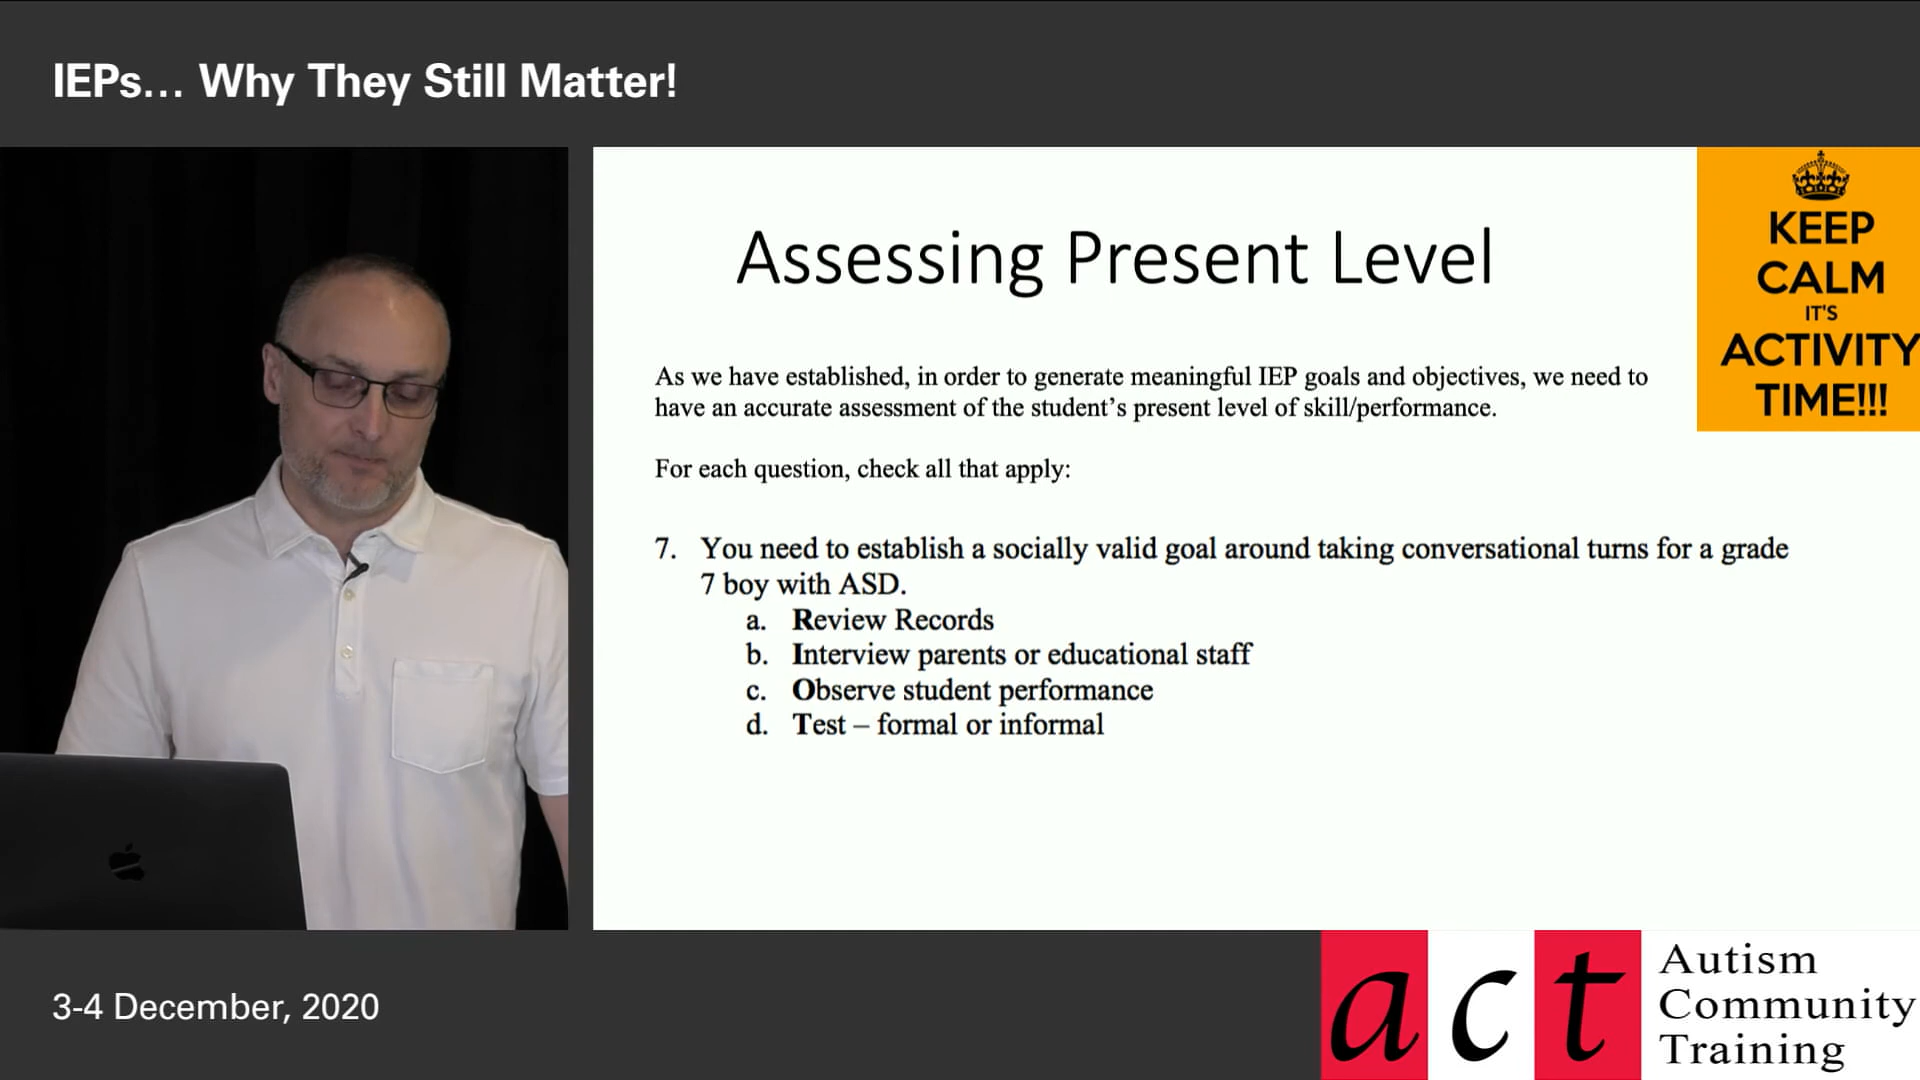 IEPs… Why They Still Matter!
Assessing Present Level
KEEP
CALM
IT'S
ACTIVITY
TIME!!!
As we have established, in order to generate meaningful IEP goals and objectives, we need to
have an accurate assessment of the student’s present level of skill/performance.
For each question, check all that apply:
7. You need to establish a socially valid goal around taking conversational turns for a grade
7 boy with ASD.
a. Review Records
b. Interview parents or educational staff
c. Observe student performance
d. Test – formal or informal
3-4 December, 2020
act
Autism
Community
Training